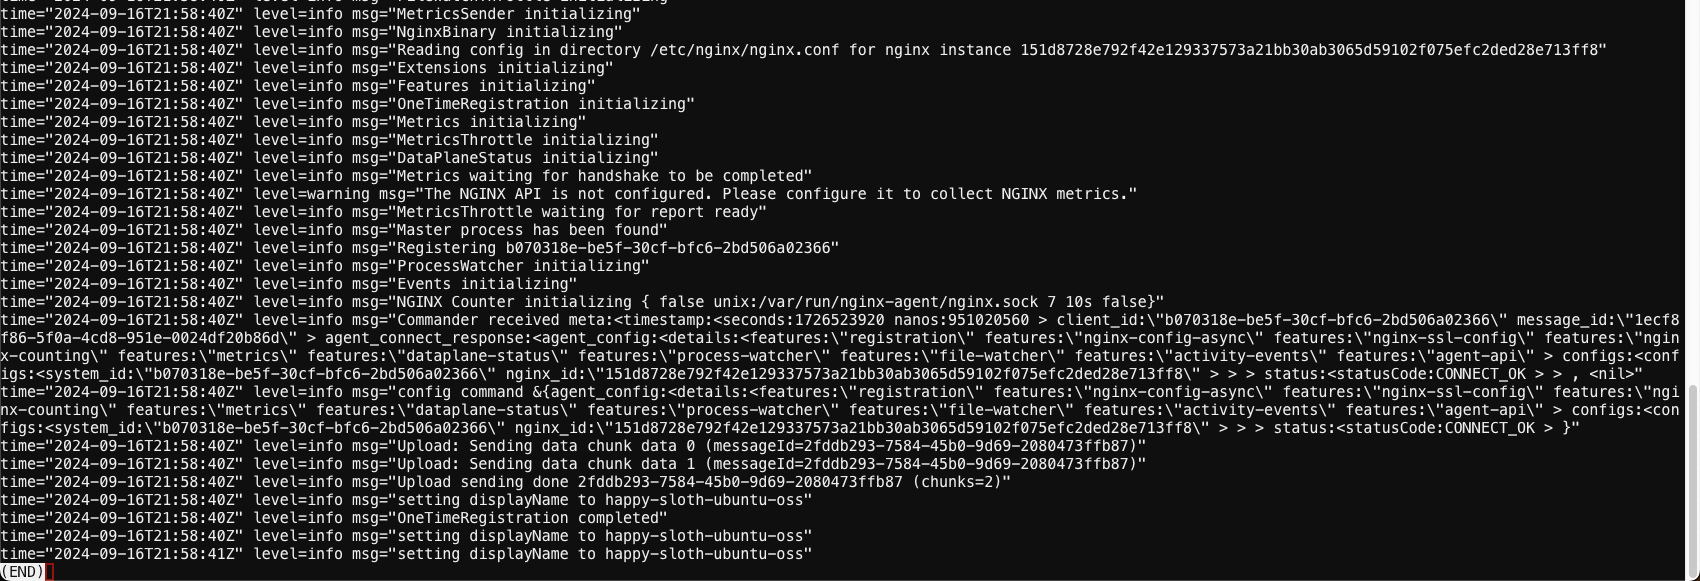 time="2024-09-16T21:58:40Z" level=info msg="MetricsSender initializing"
time="2024-09-16T21:58:40Z" level=info msg="NginxBinary initializing"
time="2024-09-16T21:58:40Z" level=info msg="Reading config in directory /etc/nginx/nginx.conf for nginx instance 151d8728e792f42e129337573a21bb30ab3065d59102f075efc2ded28e713ff8"
time="2024-09-16T21:58:40Z" level=info msg="Extensions initializing"
time="2024-09-16T21:58:40Z" level=info msg="Features initializing"
time="2024-09-16T21:58:40Z" level=info msg="OneTimeRegistration initializing"
time="2024-09-16T21:58:40Z" level=info msg="Metrics initializing"
time="2024-09-16T21:58:40Z" level=info msg="MetricsThrottle initializing"
time="2024-09-16T21:58:40Z" level=info msg="DataPlaneStatus initializing"
time="2024-09-16T21:58:40Z" level=info msg="Metrics waiting for handshake to be completed"
time="2024-09-16T21:58:40Z" level=warning msg="The NGINX API is not configured. Please configure it to collect NGINX metrics."
time="2024-09-16T21:58:40Z" level=info msg="MetricsThrottle waiting for report ready"
time="2024-09-16T21:58:40Z" level=info msg="Master process has been found"
time="2024-09-16T21:58:40Z" level=info msg="Registering b070318e-be5f-30cf-bfc6-2bd506a02366"
time="2024-09-16T21:58:40Z" level=info msg="ProcessWatcher initializing"
time="2024-09-16T21:58:40Z" level=info msg="Events initializing"
time="2024-09-16T21:58:40Z" level=info msg="NGINX Counter initializing { false unix:/var/run/nginx-agent/nginx.sock 7 10s false}"
time="2024-09-16T21:58:40Z" level=info msg="Commander received meta:<timestamp:<seconds:1726523920 nanos:951020560 > client_id:\"b070318e-be5f-30cf-bfc6-2bd506a02366\" message_id:\"1ecf8
f86-5f0a-4cd8-951e-0024df20b86d\" > agent_connect_response:<agent_config:<details:<features:\"registration\" features:\"nginx-config-async\" features:\"nginx-ssl-config\" features:\"ngin
x-counting\" features:\"metrics\" features:\"dataplane-status\" features:\"process-watcher\" features:\"file-watcher\" features:\"activity-events\" features:\"agent-api\" > configs:<conf
igs:<system_id:\"b070318e-be5f-30cf-bfc6-2bd506a02366\" nginx_id:\"151d8728e792f42e129337573a21bb30ab3065d59102f075efc2ded28e713ff8\" > > > status:<statusCode:CONNECT_OK > > , <nil>"
time="2024-09-16T21:58:40Z" level=info msg="config command &{agent_config:<details:<features:\"registration\" features:\"nginx-config-async\" features:\"nginx-ssl-config\" features:\"ngi
nx-counting\" features:\"metrics\" features:\"dataplane-status\" features:\"process-watcher\" features:\"file-watcher\" features:\"activity-events\" features:\"agent-api\" > configs:<con
figs:<system_id:\"b070318e-be5f-30cf-bfc6-2bd506a02366\" nginx_id:\"151d8728e792f42e129337573a21bb30ab3065d59102f075efc2ded28e713ff8\" > > > status:<statusCode:CONNECT_OK > }"
time="2024-09-16T21:58:40Z" level=info msg="Upload: Sending data chunk data 0 (messageId=2fddb293-7584-45b0-9d69-2080473ffb87)"
time="2024-09-16T21:58:40Z" level=info msg="Upload: Sending data chunk data 1 (messageId=2fddb293-7584-45b0-9d69-2080473ffb87)"
time="2024-09-16T21:58:40Z" level=info msg="Upload sending done 2fddb293-7584-45b0-9d69-2080473ffb87 (chunks=2)"
time="2024-09-16T21:58:40Z" level=info msg="setting displayName to happy-sloth-ubuntu-oss"
time="2024-09-16T21:58:40Z" level=info msg="OneTimeRegistration completed"
time="2024-09-16T21:58:40Z" level=info msg="setting displayName to happy-sloth-ubuntu-oss"
time="2024-09-16T21:58:41Z" level=info msg="setting displayName to happy-sloth-ubuntu-oss"
(END)